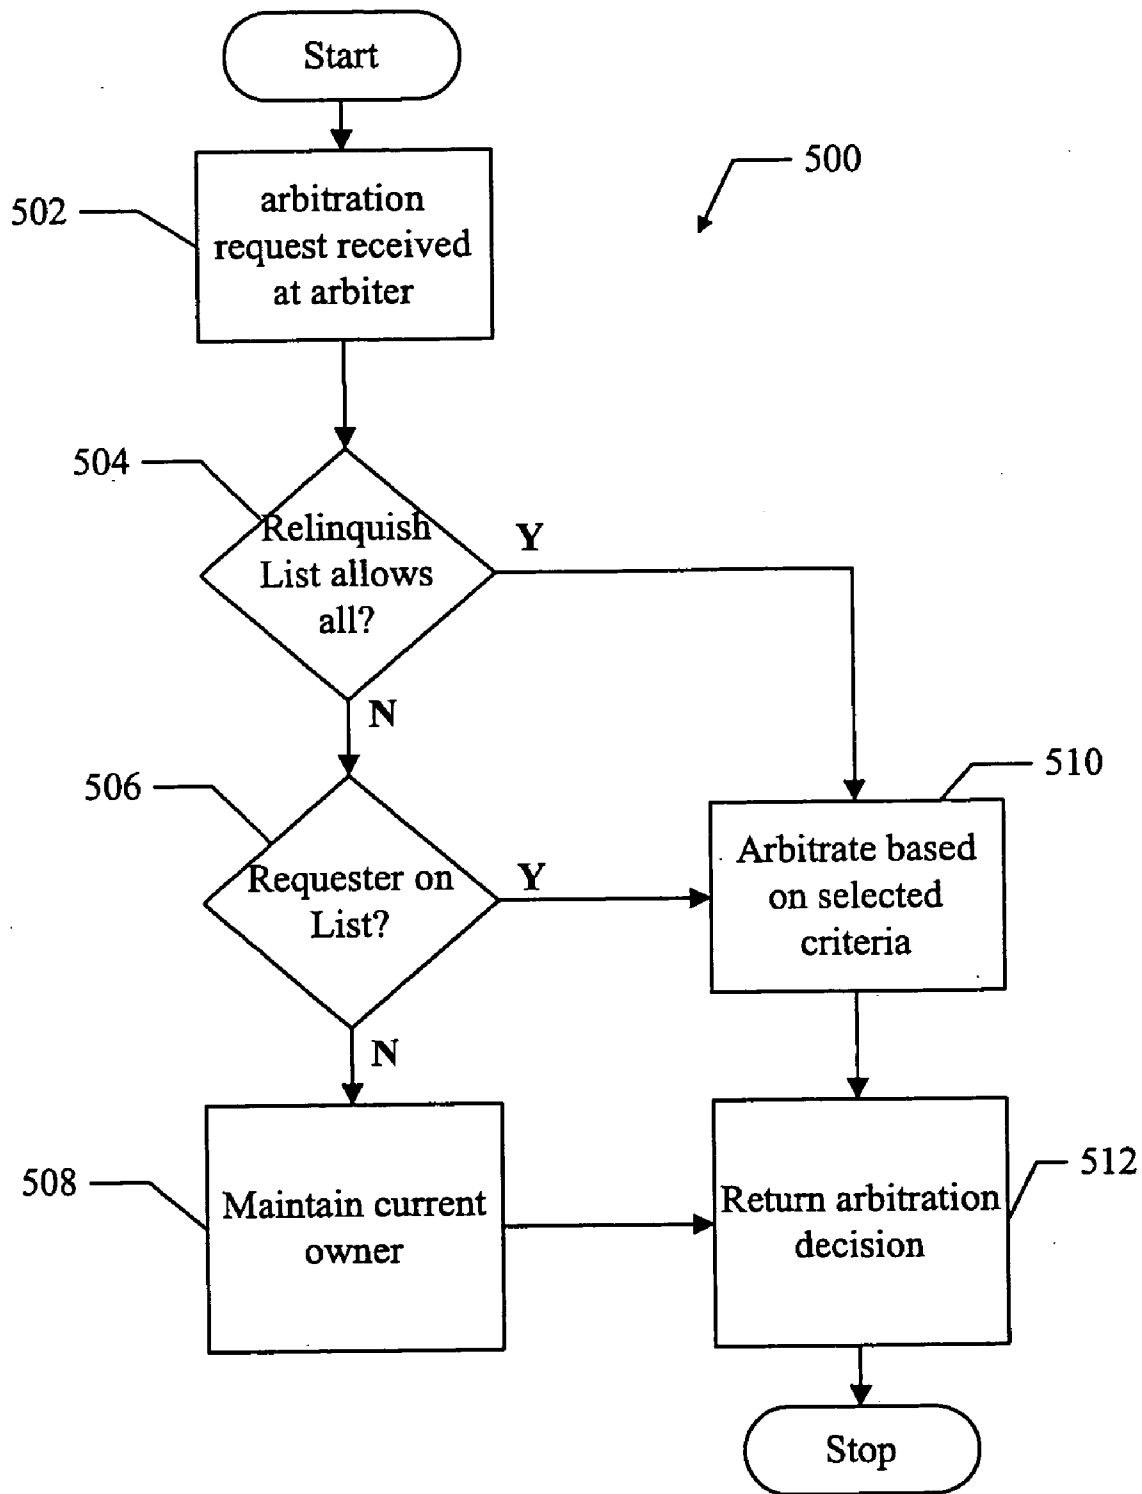 Start
500
502
arbitration
request received
at arbiter
504
Relinquish
List allows
all?
Y
N
506
Requester on
List?
Y
N
510
Arbitrate based
on selected
criteria
508
Maintain current
owner
512
Return arbitration
decision
Stop